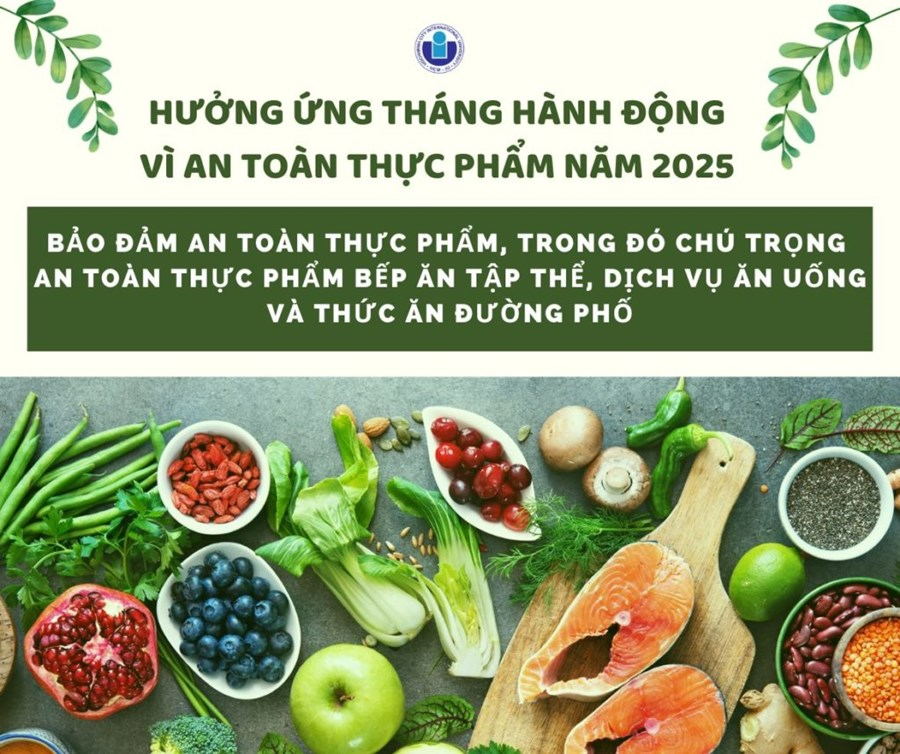 HƯỞNG ỨNG THÁNG HÀNH ĐỘNG
VÌ AN TOÀN THỰC PHẨM NĂM 2025
BẢO ĐẢM AN TOÀN THỰC PHẨM, TRONG ĐÓ CHÚ TRỌNG
AN TOÀN THỰC PHẨM BẾP ĂN TẬP THỂ, DỊCH VỤ ĂN UỐNG
VÀ THỨC ĂN ĐƯỜNG PHỐ